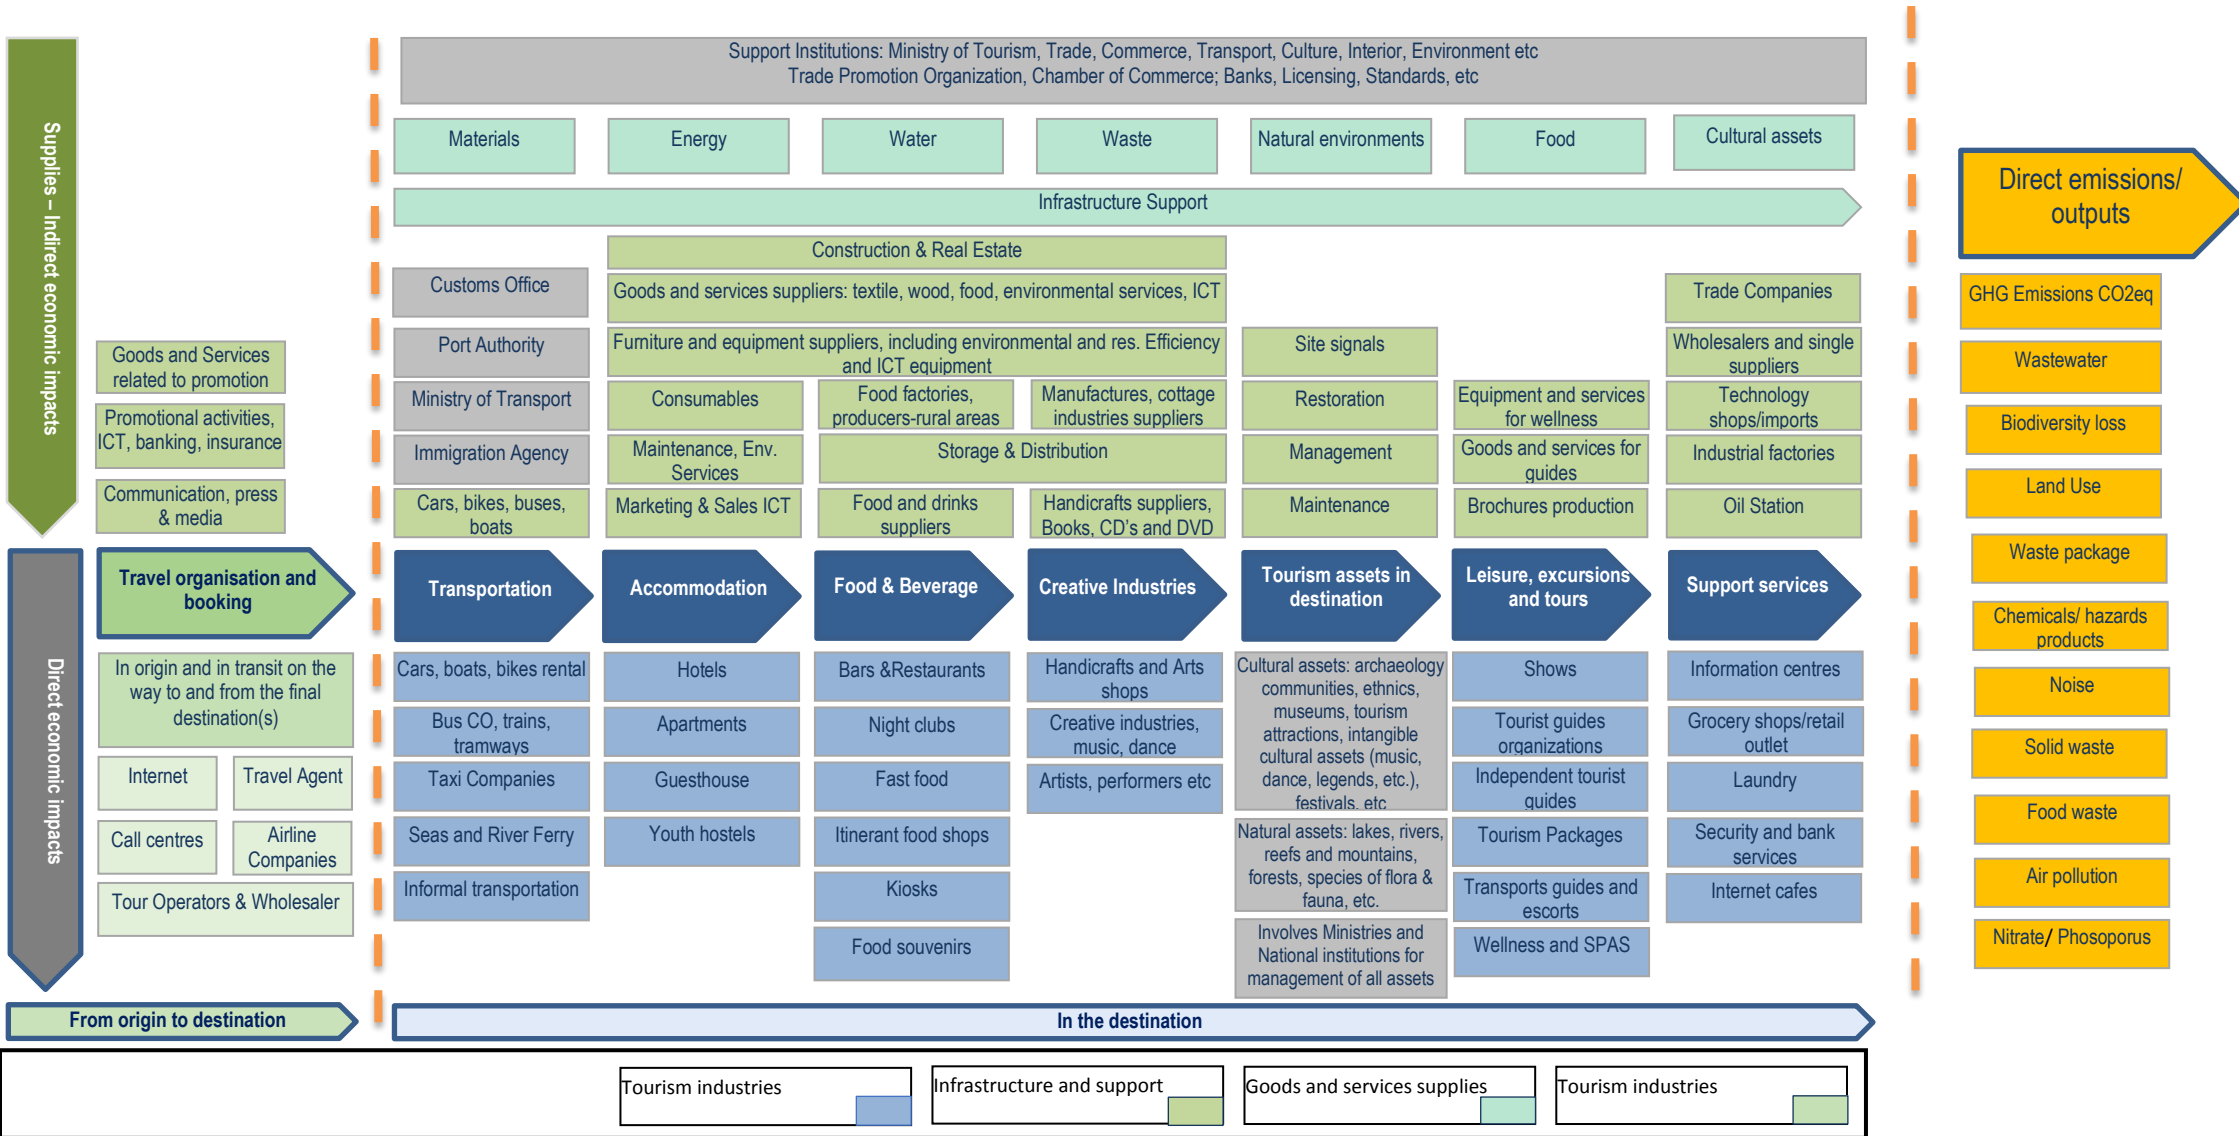 Support Institutions: Ministry of Tourism, Trade, Commerce, Transport, Culture, Interior, Environment etc
Trade Promotion Organization, Chamber of Commerce; Banks, Licensing, Standards, etc
Supplies – Indirect economic impacts
Direct economic impacts
Materials
Energy
Water
Waste
Natural environments
Food
Cultural assets
Infrastructure Support
Construction & Real Estate
Goods and services suppliers: textile, wood, food, environmental services, ICT
Furniture and equipment suppliers, including environmental and res. Efficiency
and ICT equipment
Goods and Services
related to promotion
Promotional activities,
ICT, banking, insurance
Communication, press
& media
Travel organisation and
booking
In origin and in transit on the
way to and from the final
destination(s)
Internet
Travel Agent
Call centres
Airline
Companies
Tour Operators & Wholesaler
From origin to destination
Customs Office
Port Authority
Ministry of Transport
Immigration Agency
Cars, bikes, buses,
boats
Transportation
Cars, boats, bikes rental
Bus CO, trains,
tramways
Taxi Companies
Seas and River Ferry
Informal transportation
Consumables
Maintenance, Env.
Services
Marketing & Sales ICT
Accommodation
Hotels
Apartments
Guesthouse
Youth hostels
Food factories,
producers-rural areas
Storage & Distribution
Food and drinks
suppliers
Food & Beverage
Bars &Restaurants
Night clubs
Fast food
Itinerant food shops
Kiosks
Food souvenirs
Manufactures, cottage
industries suppliers
Handicrafts suppliers,
Books, CD's and DVD
Creative Industries
Handicrafts and Arts
shops
Creative industries,
music, dance
Artists, performers etc
Site signals
Restoration
Management
Maintenance
Tourism assets in
destination
Cultural assets: archaeology
communities, ethnics,
museums, tourism
attractions, intangible
cultural assets (music,
dance, legends, etc.),
festivals, etc
Natural assets: lakes, rivers,
reefs and mountains,
forests, species of flora &
fauna, etc.
Involves Ministries and
National institutions for
management of all assets
Equipment and services
for wellness
Goods and services for
guides
Brochures production
Leisure, excursions
and tours
Shows
Tourist guides
organizations
Independent tourist
guides
Tourism Packages
Transports guides and
escorts
Wellness and SPAS
Trade Companies
Wholesalers and single
suppliers
Technology
shops/imports
Industrial factories
Oil Station
Support services
Information centres
Grocery shops/retail
outlet
Laundry
Security and bank
services
Internet cafes
In the destination
Direct emissions/
outputs
GHG Emissions CO2eq
Wastewater
Biodiversity loss
Land Use
Waste package
Chemicals/ hazards
products
Noise
Solid waste
Food waste
Air pollution
Nitrate/ Phosoporus
Tourism industries
Infrastructure and support
Goods and services supplies
Tourism industries